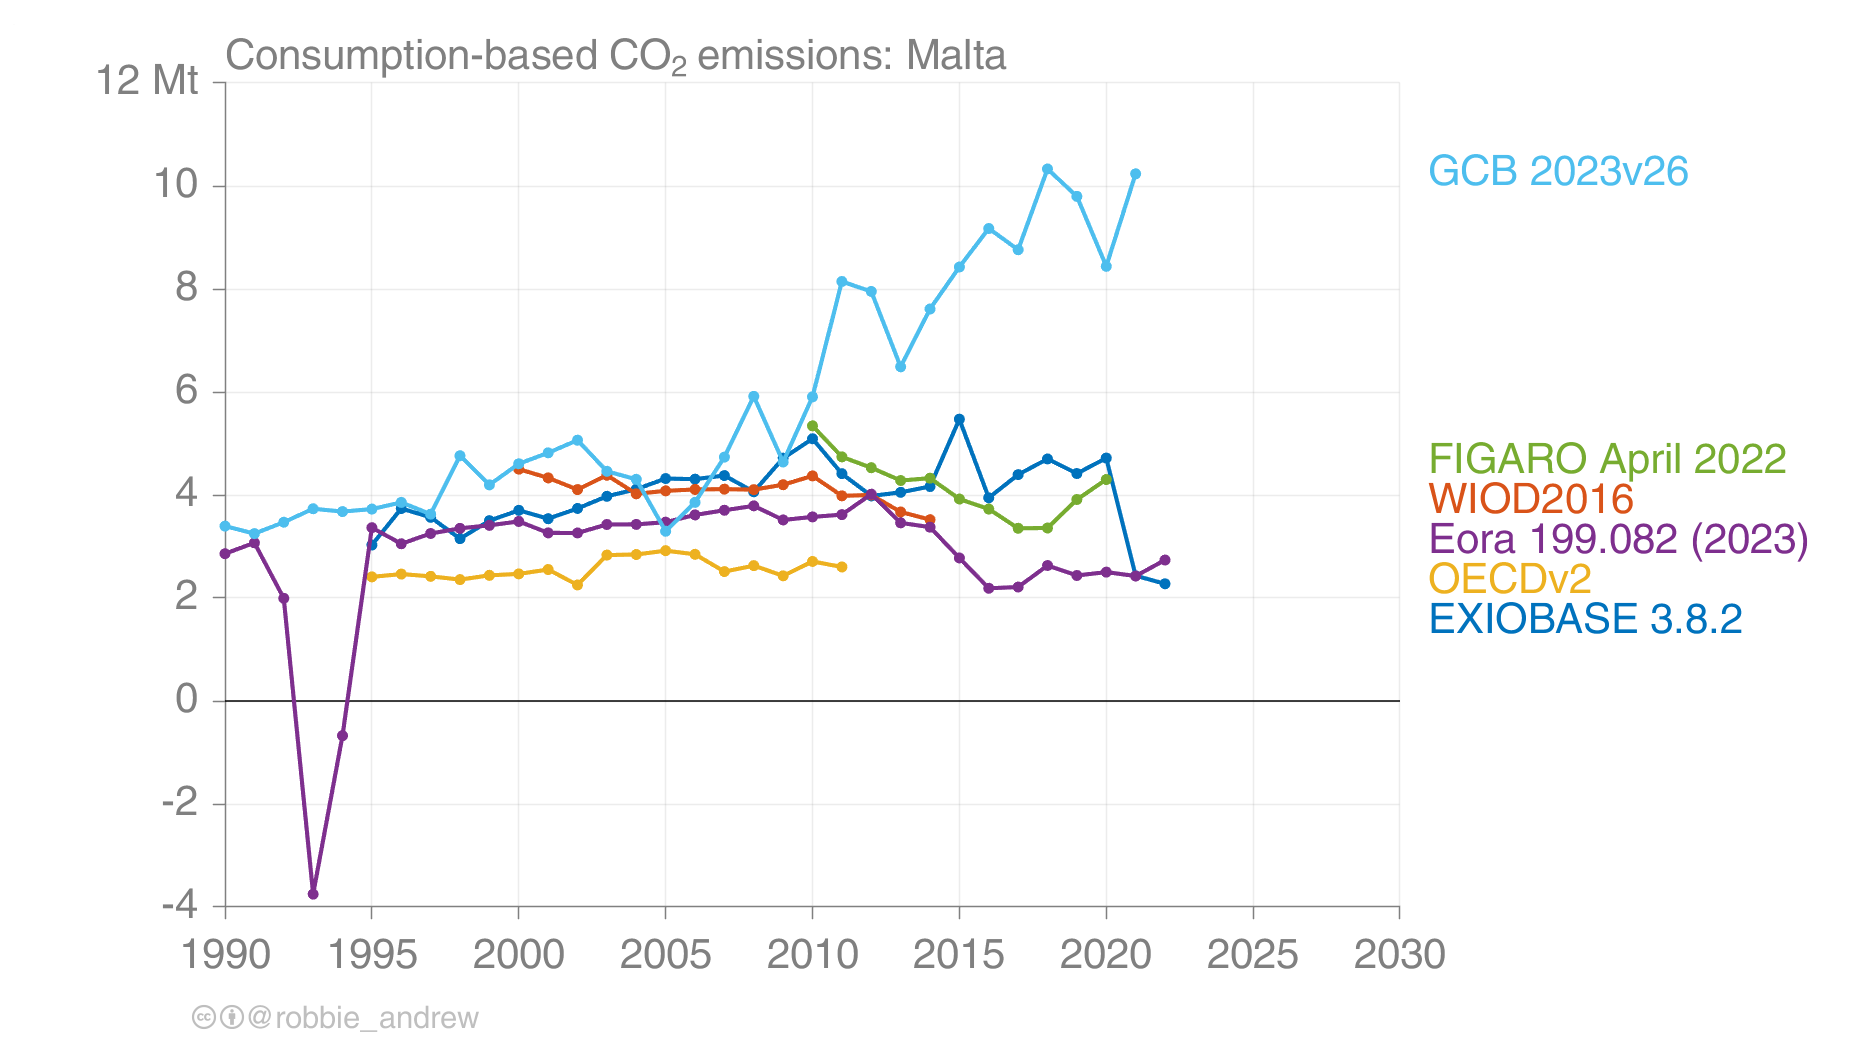 Consumption-based CO₂ emissions: Malta
12 Mt
10
8
6
4
2
0
-2
-4
1990 1995 2000 2005 2010 2015 2020 2025 2030
GCB 2023v26
FIGARO April 2022
WIOD2016
Eora 199.082 (2023)
OECDv2
EXIOBASE 3.8.2
cc @robbie_andrew